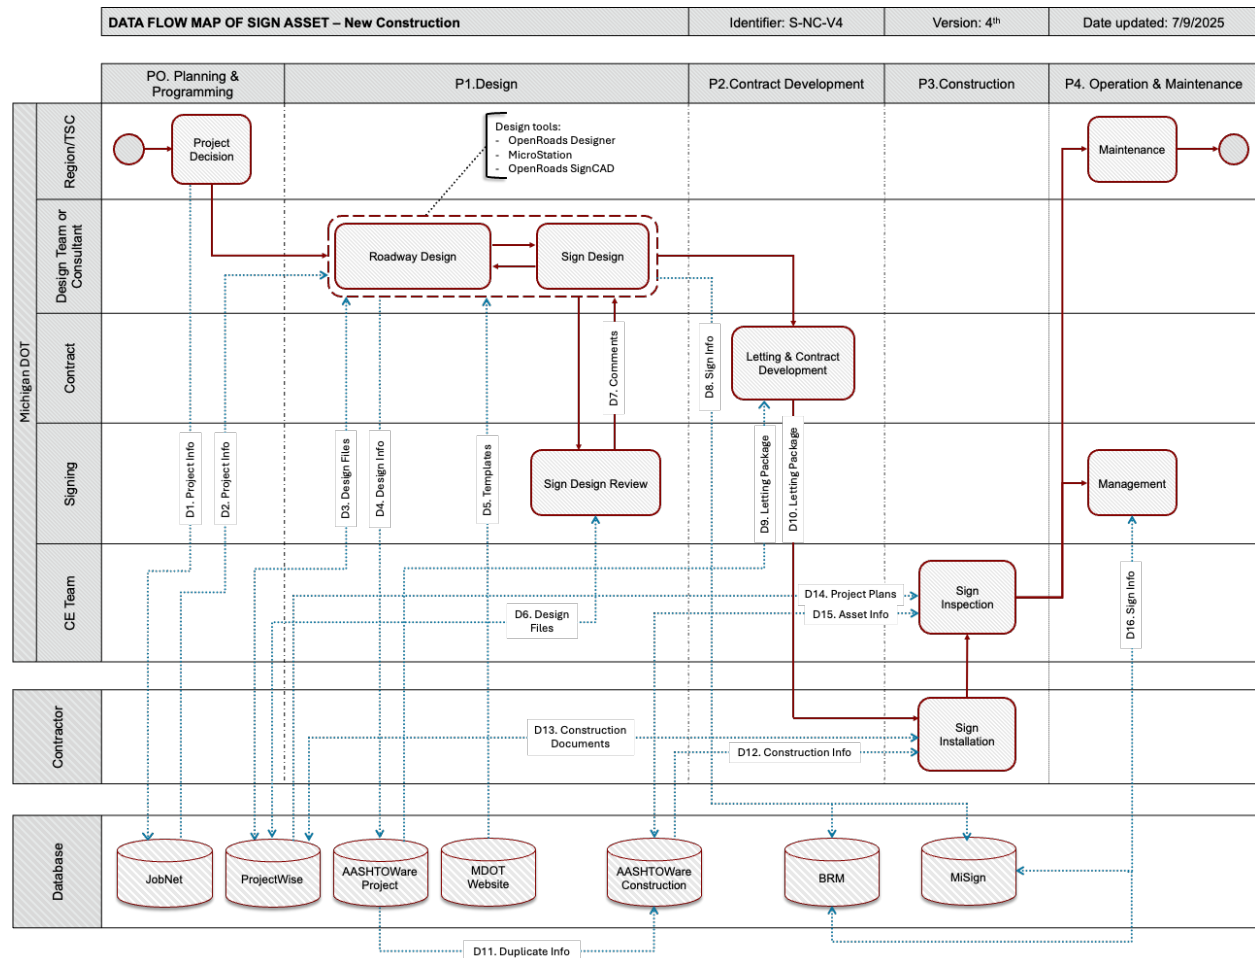 DATA FLOW MAP OF SIGN ASSET – New Construction
Identifier: S-NC-V4
Version: 4th
Date updated: 7/9/2025
PO. Planning &
Programming
P1.Design
P2.Contract Development
P3.Construction
P4. Operation & Maintenance
Michigan DOT
Region/TSC
Project
Decision
Design tools:
- OpenRoads Designer
- MicroStation
- OpenRoads SignCAD
Maintenance
Design Team or
Consultant
Roadway Design
Sign Design
Contract
D7. Comments
D8. Sign Info
Letting & Contract
Development
Signing
D1. Project Info
D2. Project Info
D3. Design Files
D4. Design Info
D5. Templates
Sign Design Review
D9. Letting Package
D10. Letting Package
Management
CE Team
D6. Design
Files
D14. Project Plans
D15. Asset Info
Sign
Inspection
D16. Sign Info
Contractor
D13. Construction
Documents
D12. Construction Info
Sign
Installation
Database
JobNet
ProjectWise
AASHTOWare
Project
MDOT
Website
AASHTOWare
Construction
BRM
MiSign
D11. Duplicate Info